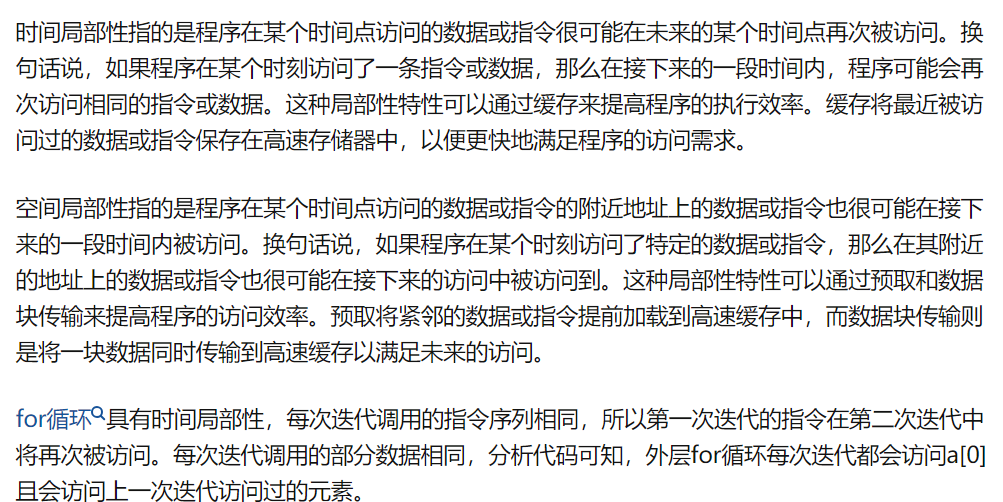 时间局部性指的是程序在某个时间点访问的数据或指令很可能在未来的某个时间点再次被访问。换
句话说，如果程序在某个时刻访问了一条指令或数据，那么在接下来的一段时间内，程序可能会再
次访问相同的指令或数据。这种局部性特性可以通过缓存来提高程序的执行效率。缓存将最近被访
问过的数据或指令保存在高速存储器中，以便更快地满足程序的访问需求。
空间局部性指的是程序在某个时间点访问的数据或指令的附近地址上的数据或指令也很可能在接下
来的一段时间内被访问。换句话说，如果程序在某个时刻访问了特定的数据或指令，那么在其附近
的地址上的数据或指令也很可能在接下来的访问中被访问到。这种局部性特性可以通过预取和数据
块传输来提高程序的访问效率。预取将紧邻的数据或指令提前加载到高速缓存中，而数据块传输则
是将一块数据同时传输到高速缓存以满足未来的访问。
for循环具有时间局部性，每次迭代调用的指令序列相同，所以第一次迭代的指令在第二次迭代中
将再次被访问。每次迭代调用的部分数据相同，分析代码可知，外层for循环每次迭代都会访问a[0]
且会访问上一次迭代访问过的元素。